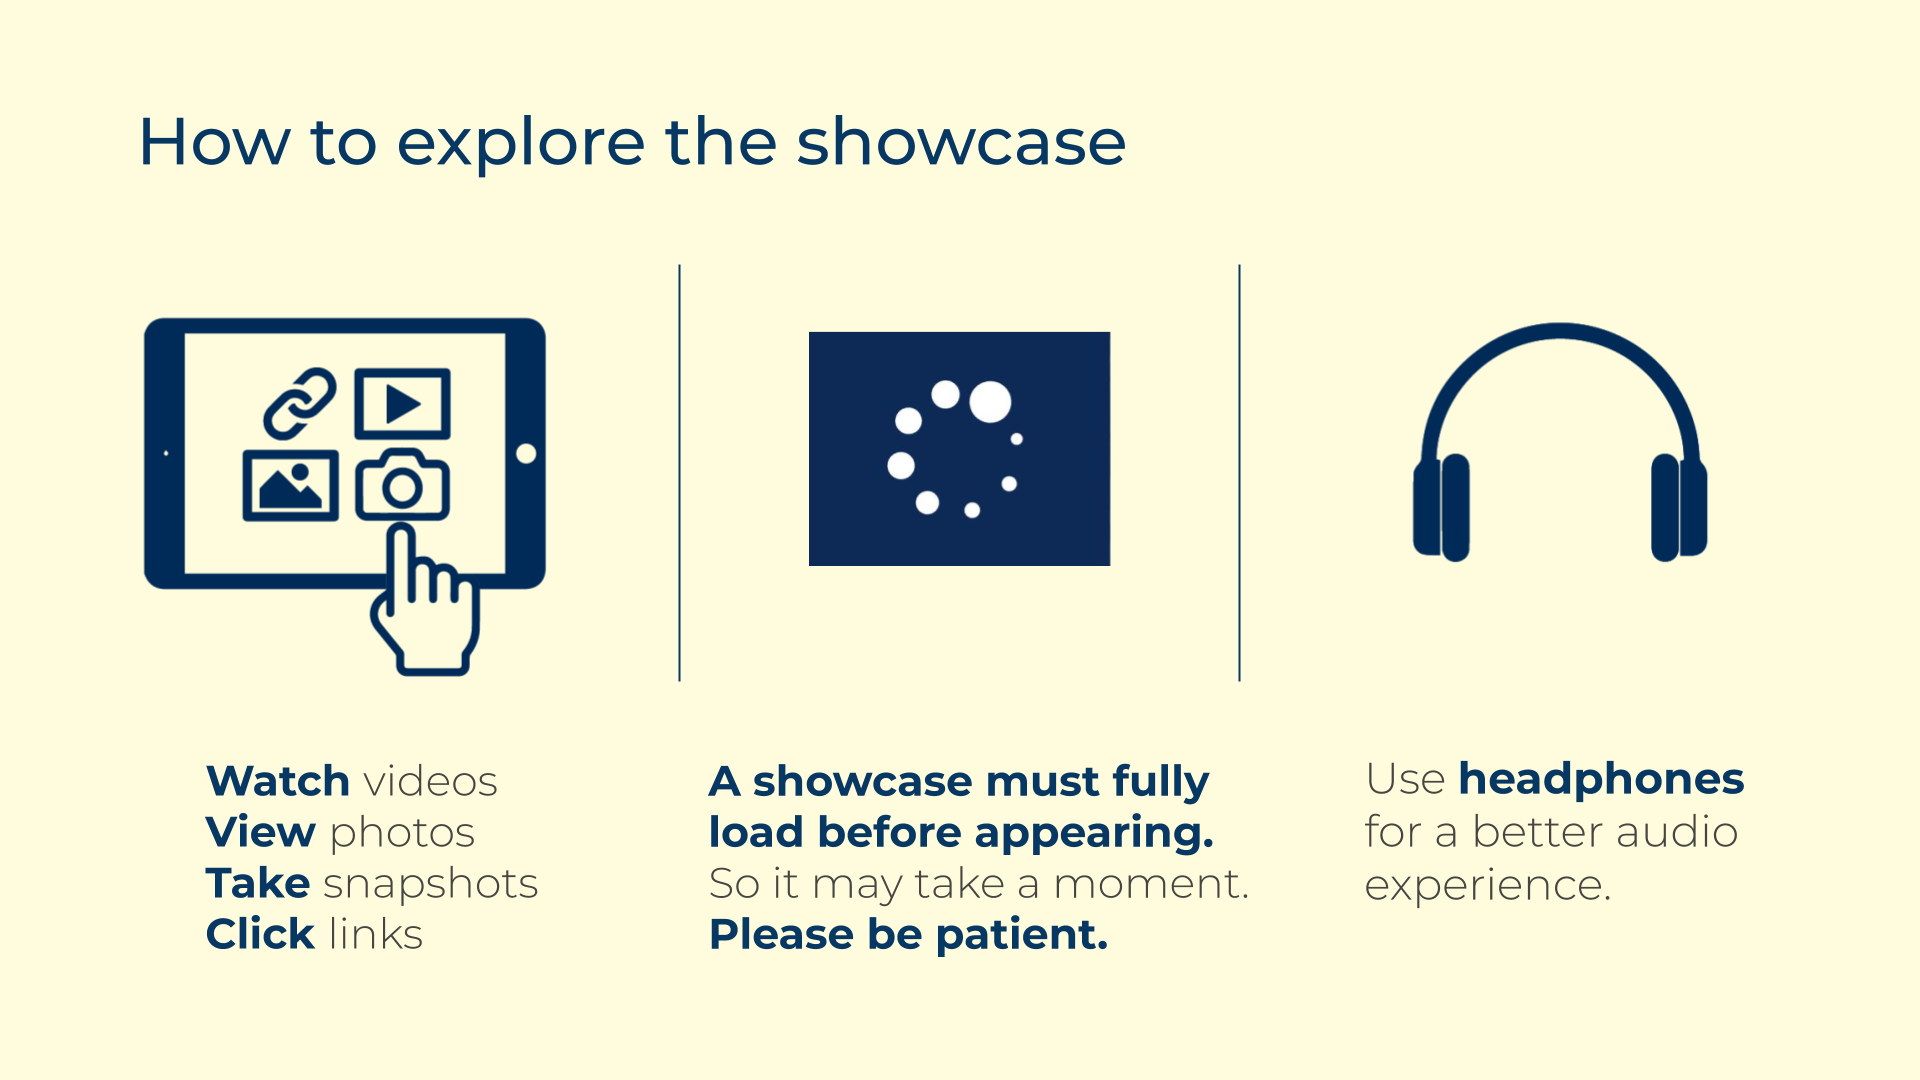 How to explore the showcase
Watch videos
View photos
Take snapshots
Click links
A showcase must fully
load before appearing.
So it may take a moment.
Please be patient.
Use headphones
for a better audio
experience.